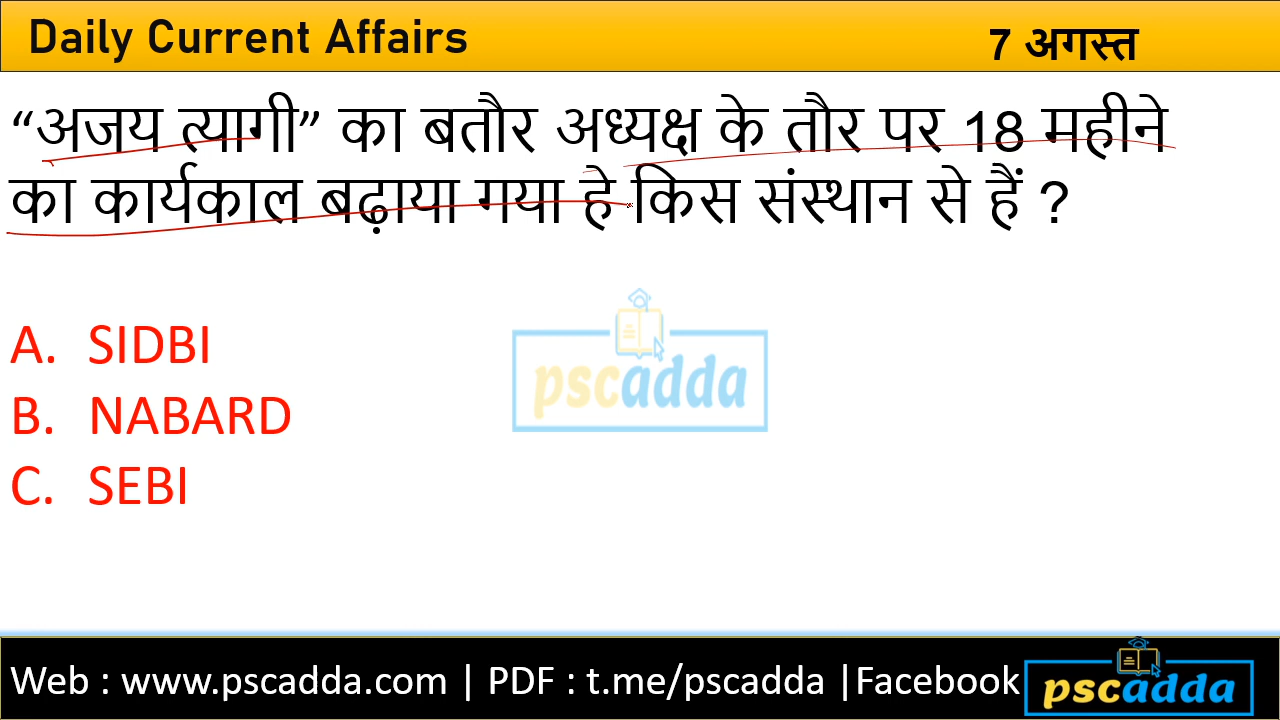 Daily Current Affairs
7 अगस्त
“अजय त्यागी” का बतौर अध्यक्ष के तौर पर 18 महीने
का कार्यकाल बढ़ाया गया हे किस संस्थान से हैं ?
A. SIDBI
pscadda
B. NABARD
C. SEBI
Web : www.pscadda.com | PDF : t.me/pscadda |Facebook
pscadda